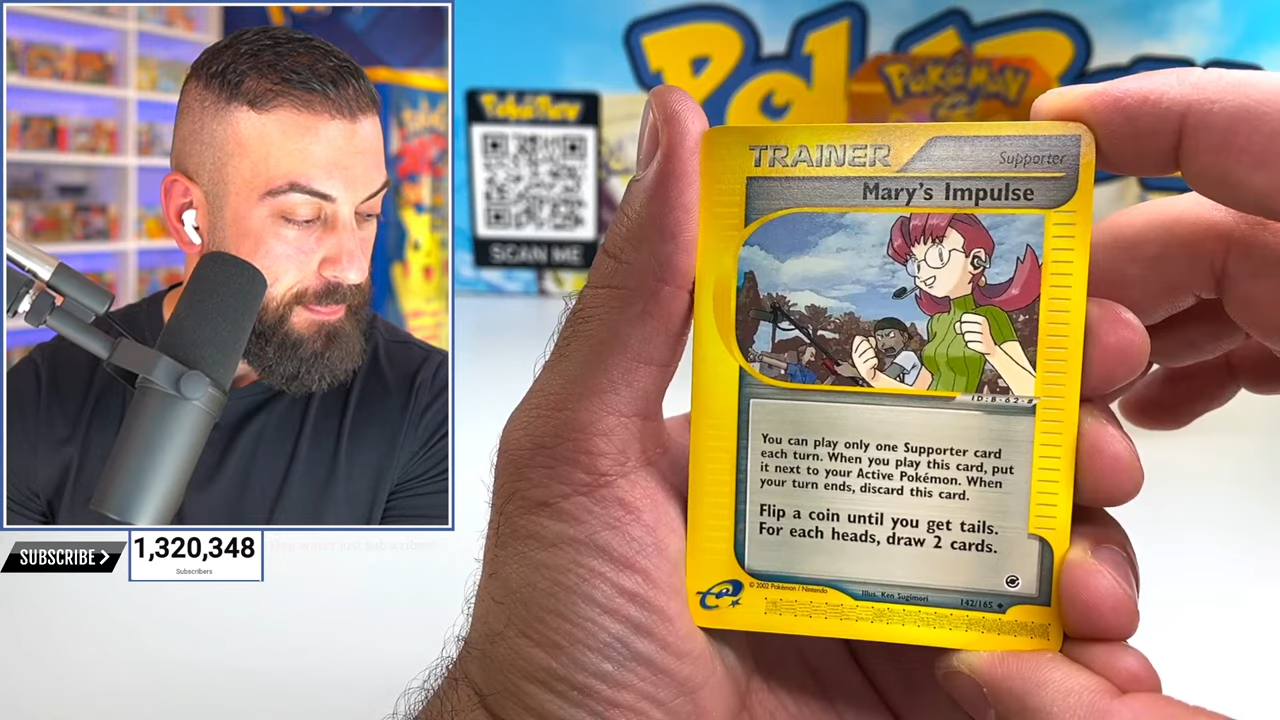 POKÉMON
SCAN ME
TRAINER
Supporter
Mary's Impulse
ID:B-62-#
You can play only one Supporter card
each turn. When you play this card, put
it next to your Active Pokémon. When
your turn ends, discard this card.
Flip a coin until you get tails.
For each heads, draw 2 cards.
© 2002 Pokémon / Nintendo
Illus. Ken Sugimori
142/165
SUBSCRIBE
1,320,348
Subscribers